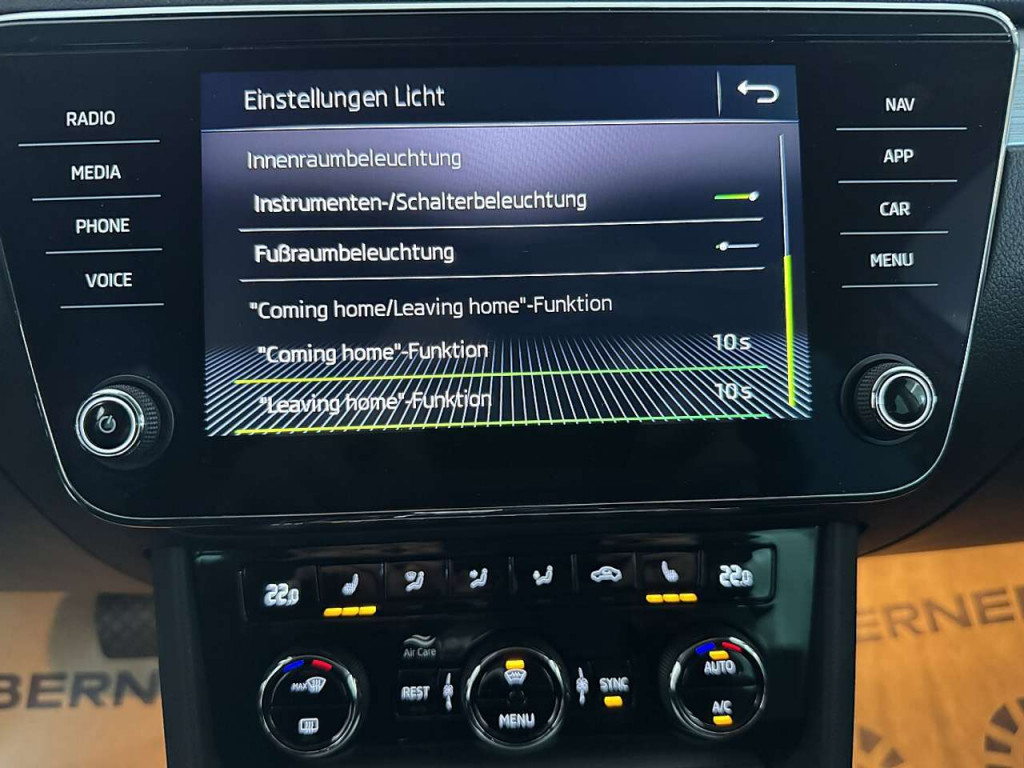 Einstellungen Licht
RADIO
MEDIA
PHONE
VOICE
Innenraumbeleuchtung
Instrumenten-/Schalterbeleuchtung
Fußraumbeleuchtung
"Coming home/Leaving home"-Funktion
"Coming home"-Funktion 10 s
"Leaving home"-Funktion 10 s
NAV
APP
CAR
MENU
22.0
22.0
Air Care
MAX
REST
MENU
SYNC
AUTO
A/C
BERNE
BERNER